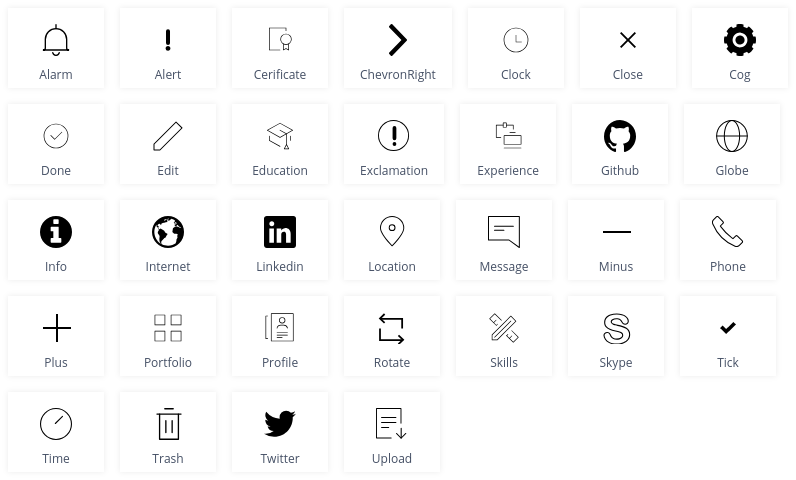 Alarm
Alert
Cerificate
ChevronRight
Clock
Close
Cog
Done
Edit
Education
Exclamation
Experience
Github
Globe
Info
Internet
Linkedin
Location
Message
Minus
Phone
Plus
Portfolio
Profile
Rotate
Skills
Skype
Tick
Time
Trash
Twitter
Upload